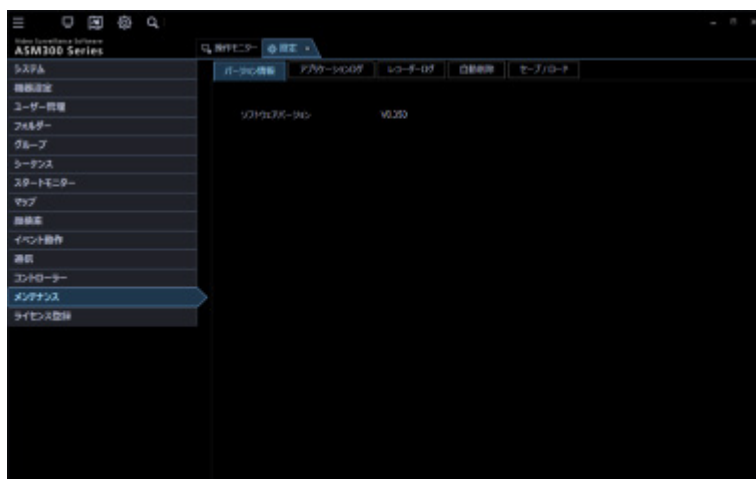 Video Surveillance Software
ASM300 Series
操作モニター
設定
システム
機器設定
ユーザー管理
フォルダー
グループ
シーケンス
スタートモニター
マップ
顔検索
イベント動作
通信
コントローラー
メンテナンス
ライセンス登録
バージョン情報
アプリケーションログ
レコーダーログ
自動削除
セーブ/ロード
ソフトウェアバージョン
V0.350